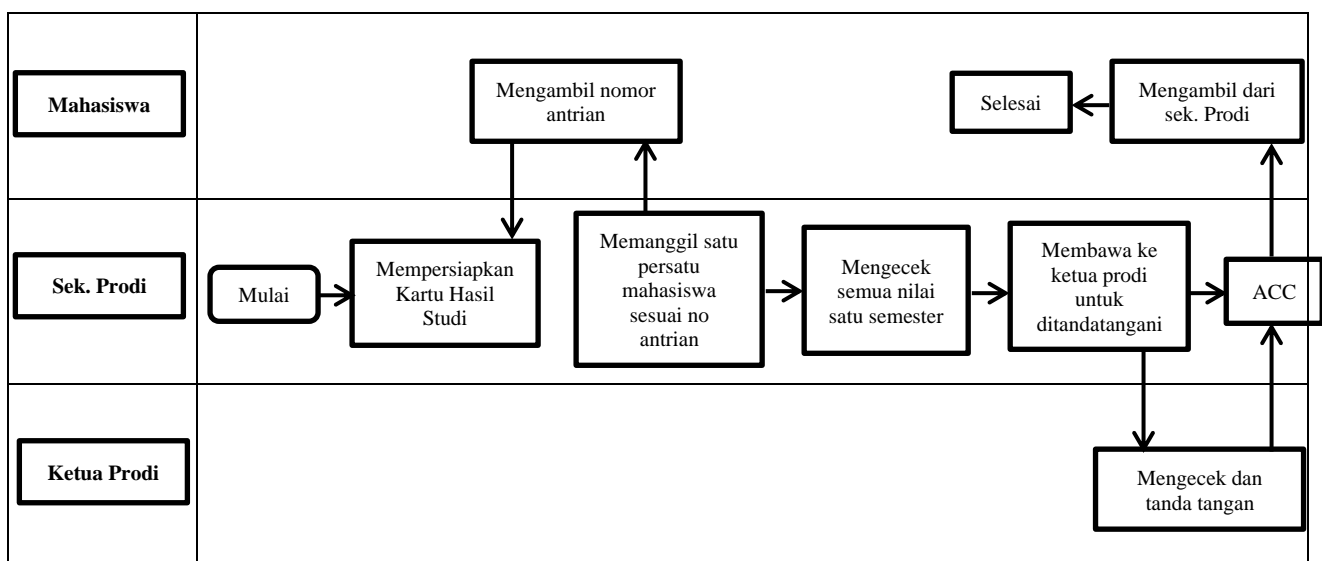 Mahasiswa
Mengambil nomor
antrian
Selesai
Mengambil dari
sek. Prodi
Sek. Prodi
Mulai
Mempersiapkan
Kartu Hasil
Studi
Memanggil satu
persatu
mahasiswa
sesuai no
antrian
Mengecek
semua nilai
satu semester
Membawa ke
ketua prodi
untuk
ditandatangani
ACC
Ketua Prodi
Mengecek dan
tanda tangan